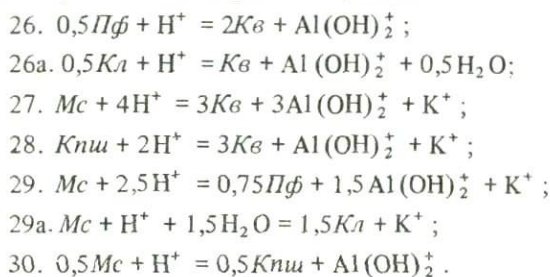 26. 0,5Пф + H⁺ = 2Кв + Al(OH)₂⁺ ;
26а. 0,5Кл + H⁺ = Кв + Al (OH)₂⁺ + 0,5H₂O;
27. Мс + 4H⁺ = 3Кв + 3Al(OH)₂⁺ + K⁺ ;
28. Кпш + 2H⁺ = 3Кв + Al(OH)₂⁺ + K⁺ ;
29. Мс + 2,5H⁺ = 0,75Пф + 1,5Al(OH)₂⁺ + K⁺ ;
29а. Мс + H⁺ + 1,5H₂O = 1,5Кл + K⁺ ;
30. 0,5Мс + H⁺ = 0,5Кпш + Al(OH)₂⁺ .